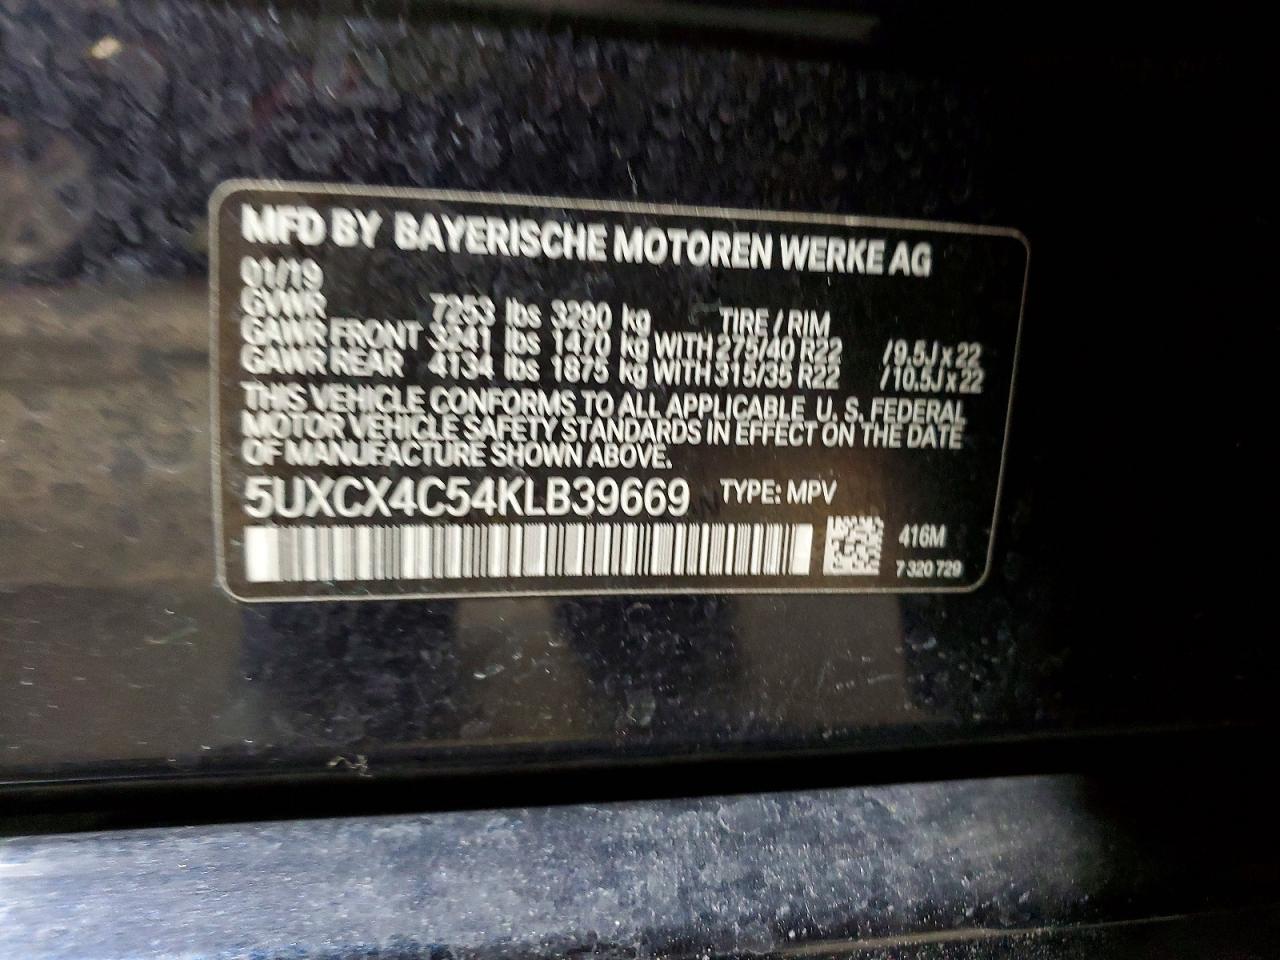 MFD BY BAYERISCHE MOTOREN WERKE AG
01/19
GVWR 7253 lbs 3290 kg TIRE / RIM
GAWR FRONT 3241 lbs 1470 kg WITH 275/40 R22 /9.5J x 22
GAWR REAR 4134 lbs 1875 kg WITH 315/35 R22 /10.5J x 22
THIS VEHICLE CONFORMS TO ALL APPLICABLE U. S. FEDERAL
MOTOR VEHICLE SAFETY STANDARDS IN EFFECT ON THE DATE
OF MANUFACTURE SHOWN ABOVE.
5UXCX4C54KLB39669 TYPE: MPV
416M
7 320 729